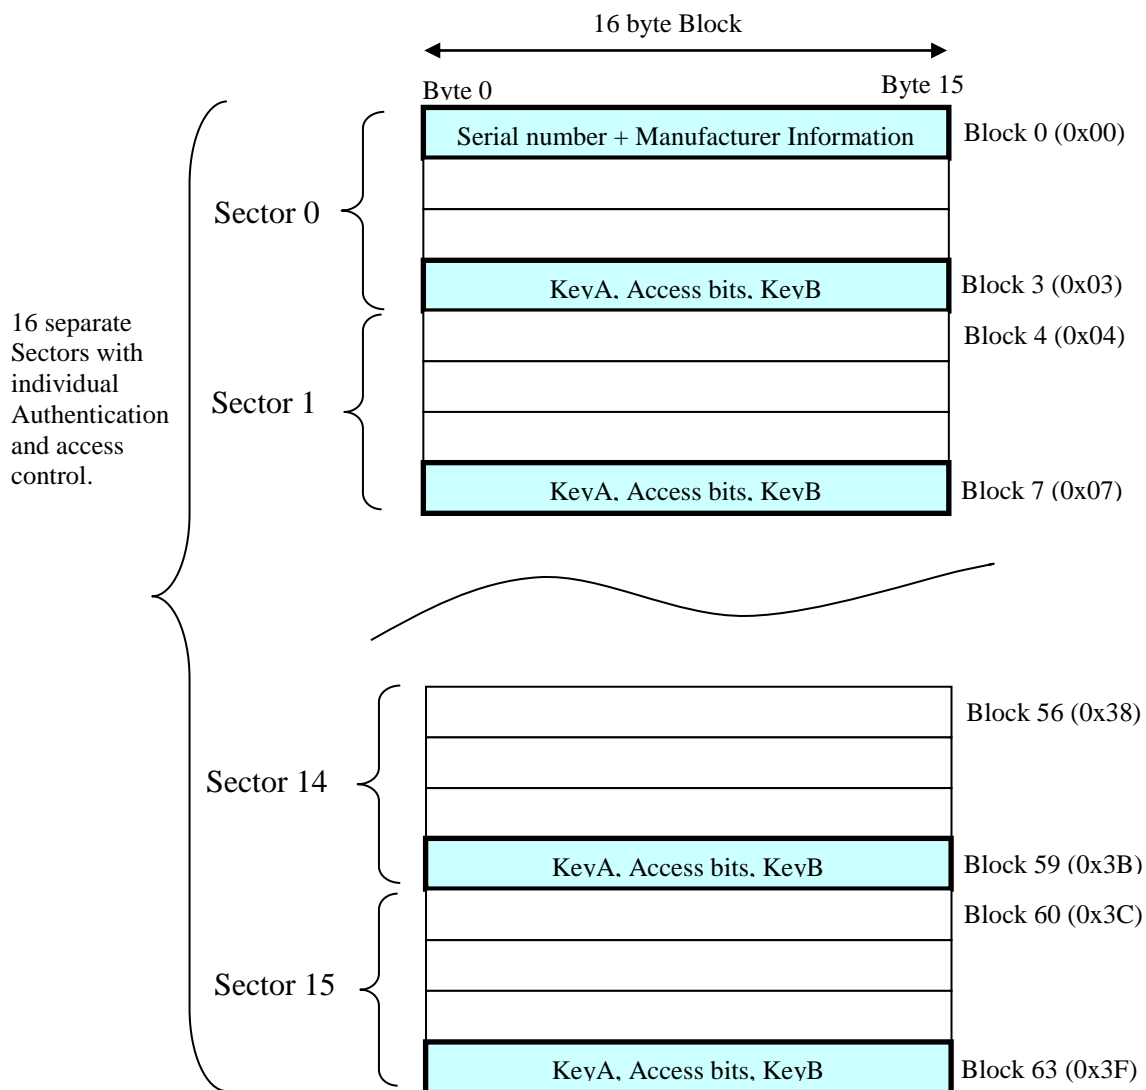 16 byte Block
Byte 0
Byte 15
Serial number + Manufacturer Information
Block 0 (0x00)
Sector 0
KeyA, Access bits, KeyB
Block 3 (0x03)
Block 4 (0x04)
16 separate
Sectors with
individual
Authentication
and access
control.
Sector 1
KeyA, Access bits, KeyB
Block 7 (0x07)
Block 56 (0x38)
Sector 14
KeyA, Access bits, KeyB
Block 59 (0x3B)
Block 60 (0x3C)
Sector 15
KeyA, Access bits, KeyB
Block 63 (0x3F)